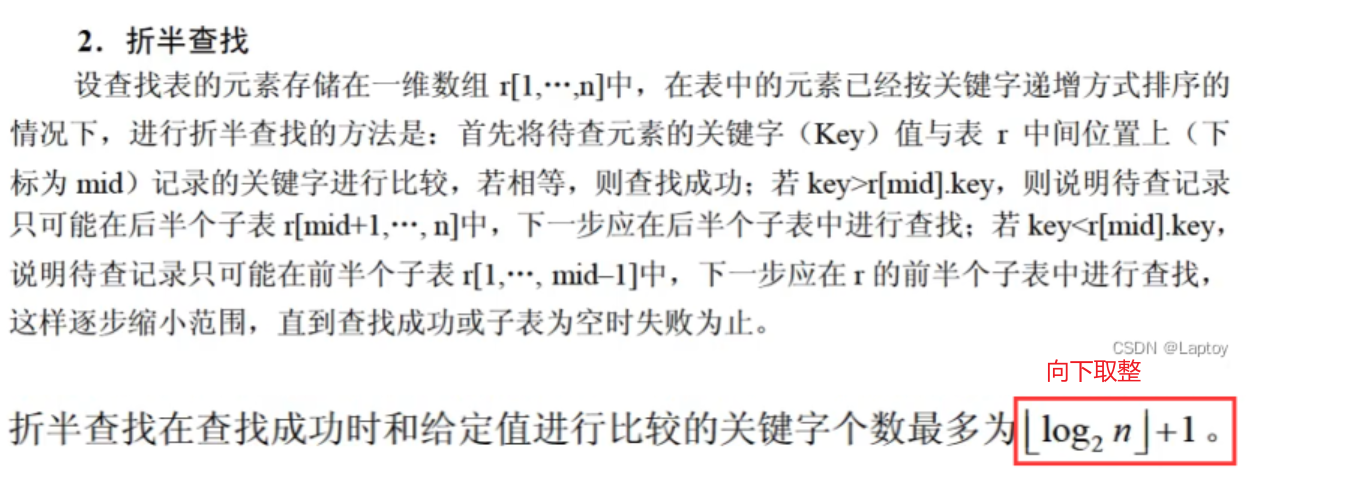 2．折半查找
设查找表的元素存储在一维数组 r[1,⋯,n]中，在表中的元素已经按关键字递增方式排序的
情况下，进行折半查找的方法是：首先将待查元素的关键字（Key）值与表 r 中间位置上（下
标为 mid）记录的关键字进行比较，若相等，则查找成功；若 key>r[mid].key，则说明待查记录
只可能在后半个子表 r[mid+1,⋯, n]中，下一步应在后半个子表中进行查找；若 key<r[mid].key，
说明待查记录只可能在前半个子表 r[1,⋯, mid–1]中，下一步应在 r 的前半个子表中进行查找，
这样逐步缩小范围，直到查找成功或子表为空时失败为止。
CSDN @Laptoy
向下取整
折半查找在查找成功时和给定值进行比较的关键字个数最多为⌊log₂ n⌋+1。